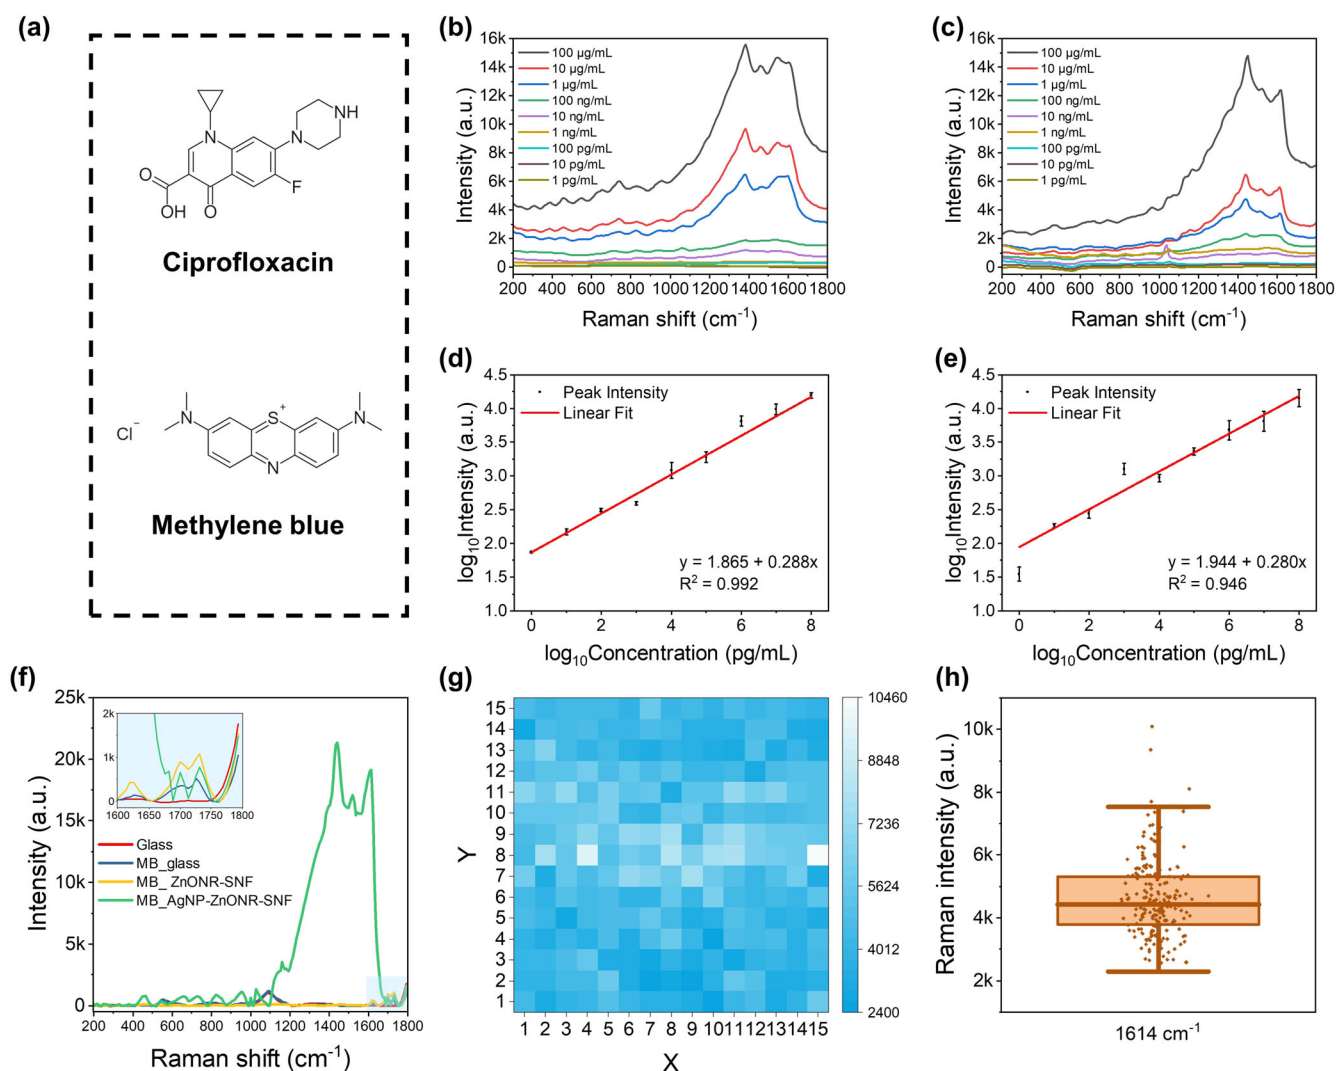 (a)
N
N
NH
O
OH
O
F
Ciprofloxacin
Cl⁻
N
S⁺
N
N
Methylene blue
(b)
16k
14k
12k
10k
8k
6k
4k
2k
0
100 μg/mL
10 μg/mL
1 μg/mL
100 ng/mL
10 ng/mL
1 ng/mL
100 pg/mL
10 pg/mL
1 pg/mL
Intensity (a.u.)
200 400 600 800 1000 1200 1400 1600 1800
Raman shift (cm⁻¹)
(c)
16k
14k
12k
10k
8k
6k
4k
2k
0
100 μg/mL
10 μg/mL
1 μg/mL
100 ng/mL
10 ng/mL
1 ng/mL
100 pg/mL
10 pg/mL
1 pg/mL
Intensity (a.u.)
200 400 600 800 1000 1200 1400 1600 1800
Raman shift (cm⁻¹)
(d)
4.5
4.0
3.5
3.0
2.5
2.0
1.5
1.0
log₁₀Intensity (a.u.)
Peak Intensity
Linear Fit
y = 1.865 + 0.288x
R² = 0.992
0 2 4 6 8
log₁₀Concentration (pg/mL)
(e)
4.5
4.0
3.5
3.0
2.5
2.0
1.5
1.0
log₁₀Intensity (a.u.)
Peak Intensity
Linear Fit
y = 1.944 + 0.280x
R² = 0.946
0 2 4 6 8
log₁₀Concentration (pg/mL)
(f)
25k
20k
15k
10k
5k
0
Intensity (a.u.)
2k
1k
0
1600 1650 1700 1750 1800
Glass
MB_glass
MB_ ZnONR-SNF
MB_AgNP-ZnONR-SNF
200 400 600 800 1000 1200 1400 1600 1800
Raman shift (cm⁻¹)
(g)
15
14
13
12
11
10
9
8
7
6
5
4
3
2
1
Y
1 2 3 4 5 6 7 8 9 10 11 12 13 14 15
X
10460
8848
7236
5624
4012
2400
(h)
10k
8k
6k
4k
2k
Raman intensity (a.u.)
1614 cm⁻¹